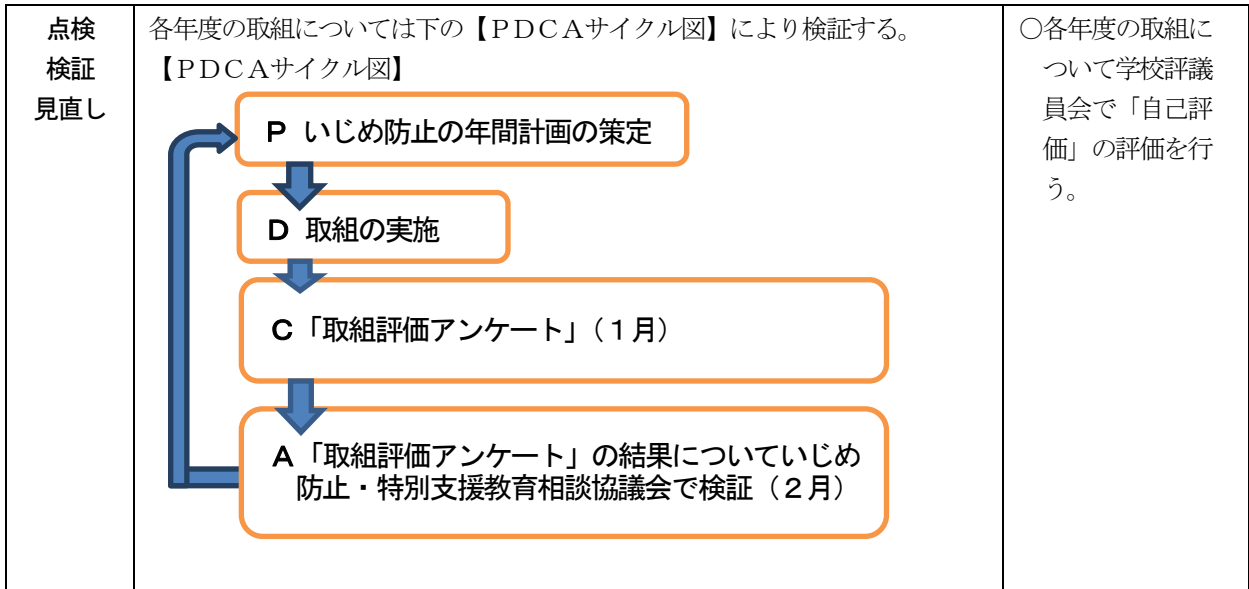 点検
検証
見直し
各年度の取組については下の【ＰＤＣＡサイクル図】により検証する。
【ＰＤＣＡサイクル図】
Ｐ いじめ防止の年間計画の策定
Ｄ 取組の実施
Ｃ「取組評価アンケート」（１月）
Ａ「取組評価アンケート」の結果についていじめ
防止・特別支援教育相談協議会で検証（２月）
○各年度の取組に
ついて学校評議
員会で「自己評
価」の評価を行
う。